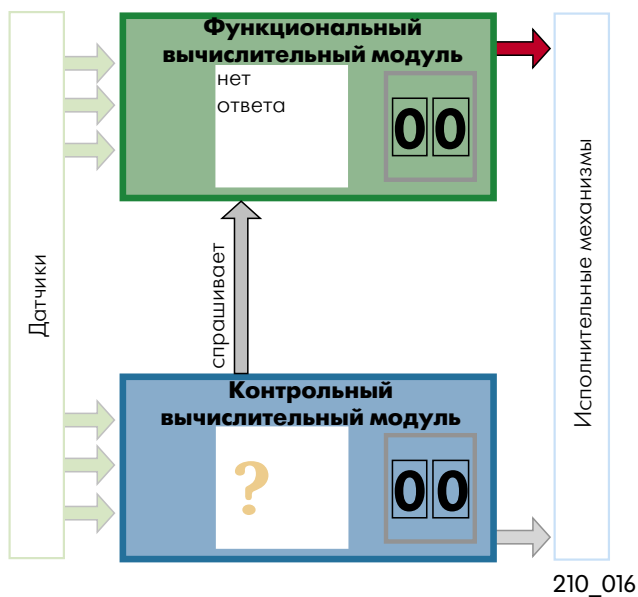 Функциональный
вычислительный модуль
нет
ответа
00
Датчики
спрашивает
Исполнительные механизмы
Контрольный
вычислительный модуль
?
00
210_016